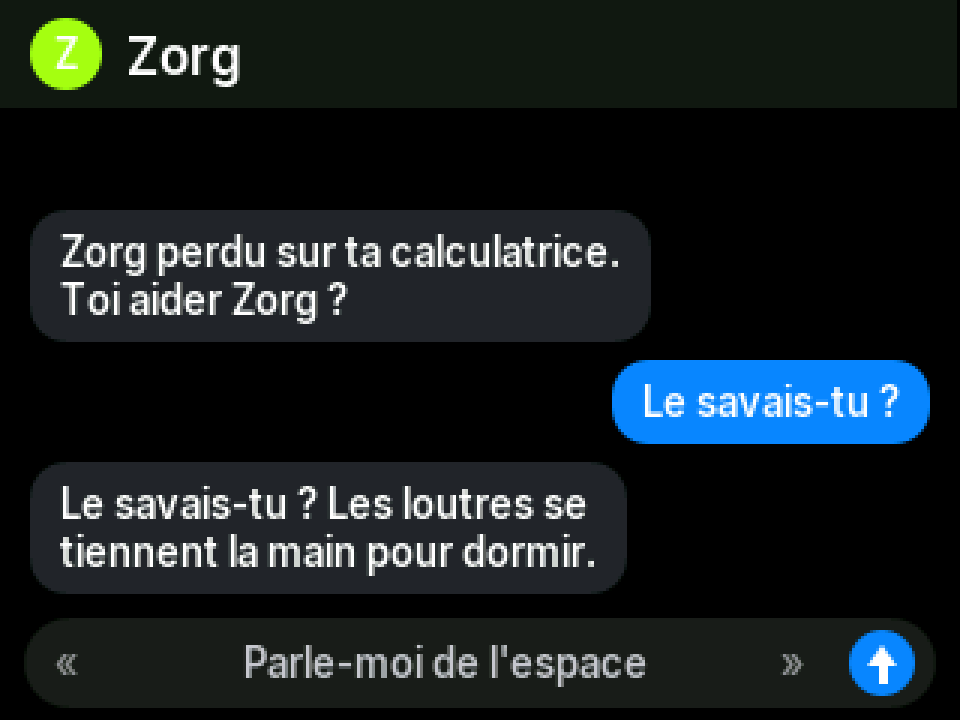 Z Zorg
Zorg perdu sur ta calculatrice.
Toi aider Zorg ?
Le savais-tu ?
Le savais-tu ? Les loutres se
tiennent la main pour dormir.
« Parle-moi de l'espace »